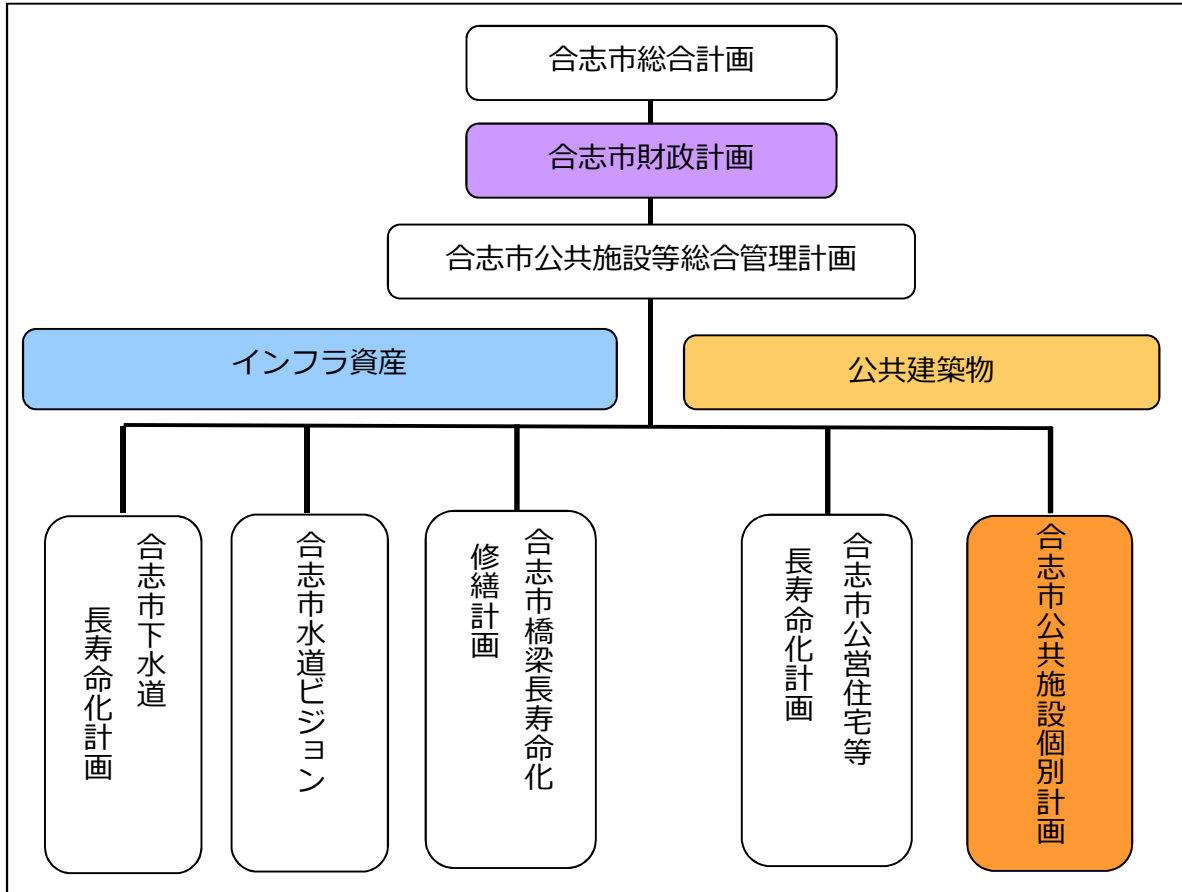 合志市総合計画
合志市財政計画
合志市公共施設等総合管理計画
インフラ資産
公共建築物
合志市下水道
長寿命化計画
合志市水道ビジョン
合志市橋梁長寿命化
修繕計画
合志市公営住宅等
長寿命化計画
合志市公共施設個別計画